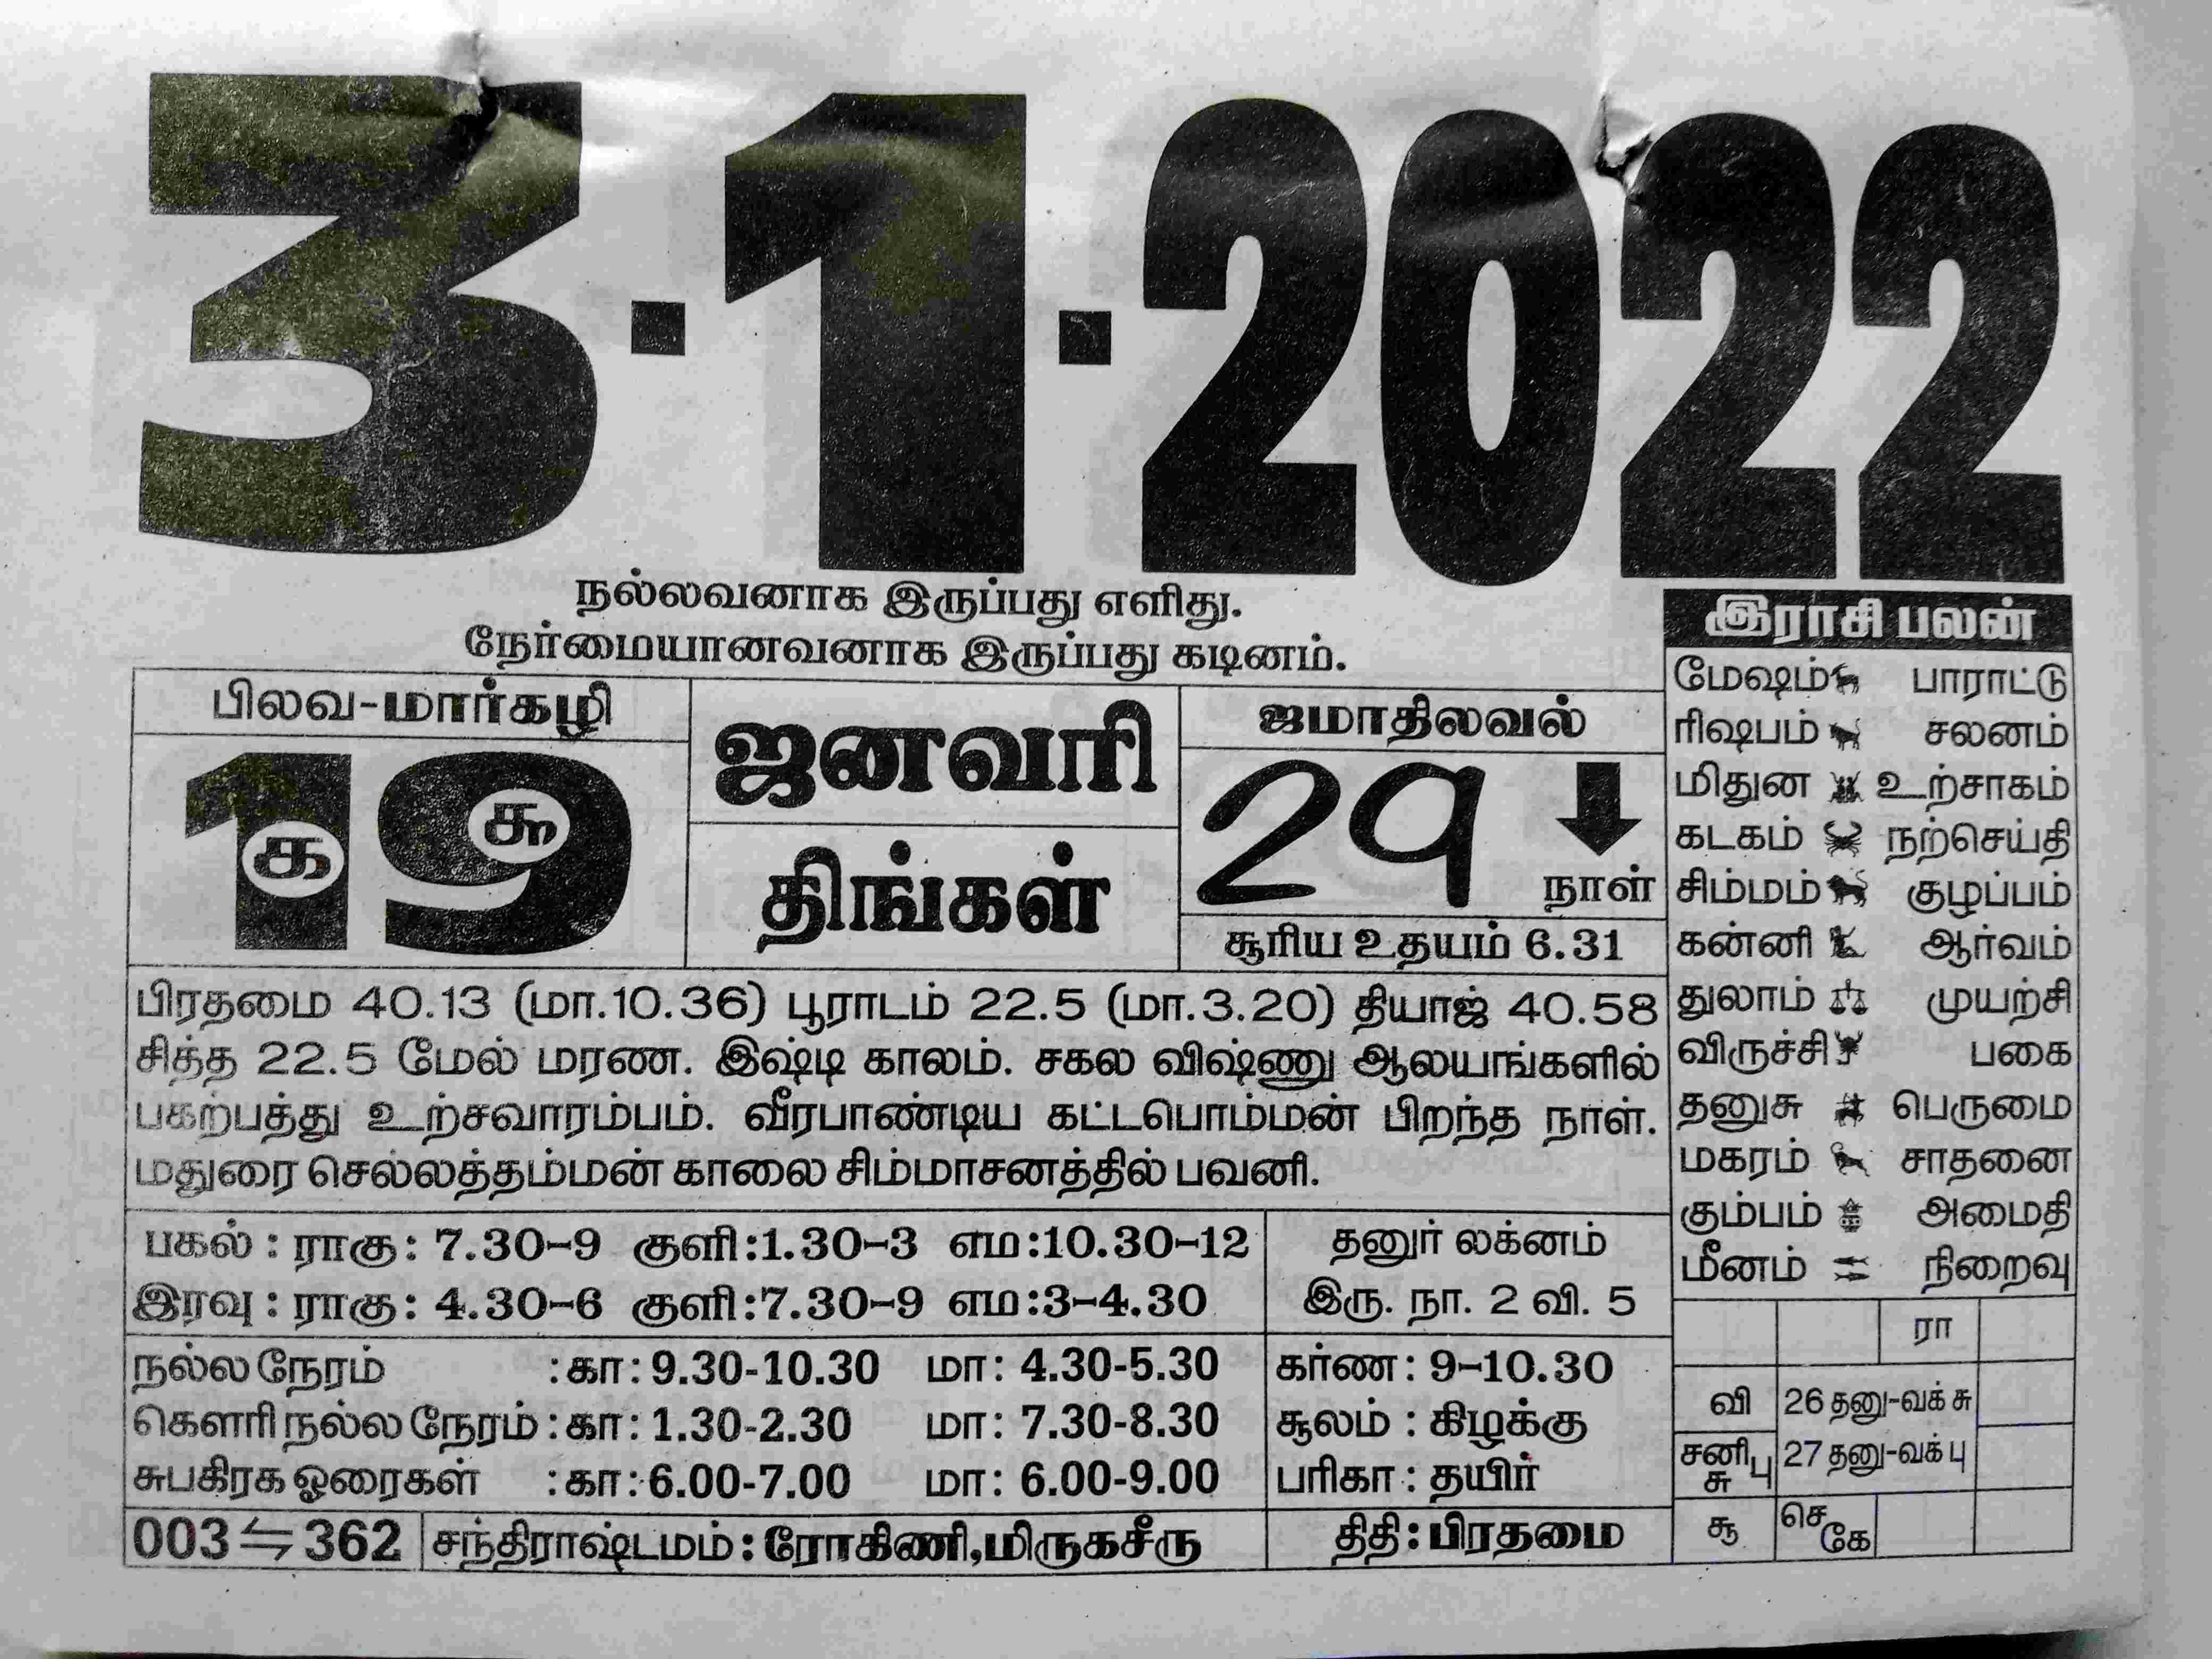 3.1.2022
நல்லவனாக இருப்பது எளிது.
நேர்மையானவனாக இருப்பது கடினம்.
பிலவ-மார்கழி
19
க சு
ஜனவரி
திங்கள்
ஜமாதிலவல்
29 நாள்
சூரிய உதயம் 6.31
பிரதமை 40.13 (மா.10.36) பூராடம் 22.5 (மா.3.20) தியாஜ் 40.58
சித்த 22.5 மேல் மரண. இஷ்டி காலம். சகல விஷ்ணு ஆலயங்களில்
பகற்பத்து உற்சவாரம்பம். வீரபாண்டிய கட்டபொம்மன் பிறந்த நாள்.
மதுரை செல்லத்தம்மன் காலை சிம்மாசனத்தில் பவனி.
பகல் : ராகு: 7.30-9 குளி:1.30-3 எம:10.30-12
இரவு : ராகு: 4.30-6 குளி:7.30-9 எம:3-4.30
தனுர் லக்னம்
இரு. நா. 2 வி. 5
நல்ல நேரம் :கா: 9.30-10.30 மா: 4.30-5.30
கௌரி நல்ல நேரம் :கா: 1.30-2.30 மா: 7.30-8.30
சுபகிரக ஓரைகள் :கா: 6.00-7.00 மா: 6.00-9.00
கர்ண: 9-10.30
சூலம் : கிழக்கு
பரிகா : தயிர்
003 ⇋ 362
சந்திராஷ்டமம்: ரோகிணி,மிருகசீரு
திதி: பிரதமை
இராசி பலன்
மேஷம் பாராட்டு
ரிஷபம் சலனம்
மிதுன உற்சாகம்
கடகம் நற்செய்தி
சிம்மம் குழப்பம்
கன்னி ஆர்வம்
துலாம் முயற்சி
விருச்சி பகை
தனுசு பெருமை
மகரம் சாதனை
கும்பம் அமைதி
மீனம் நிறைவு
ரா
வி 26 தனு-வக் சு
சனி பு சு 27 தனு-வக் பு
சூ செ கே